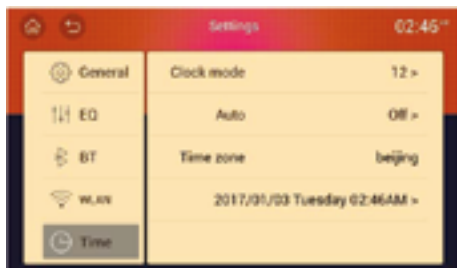 Settings
02:46
General
EQ
BT
WLAN
Time
Clock mode 12 >
Auto Off >
Time zone beijing
2017/01/03 Tuesday 02:46AM >